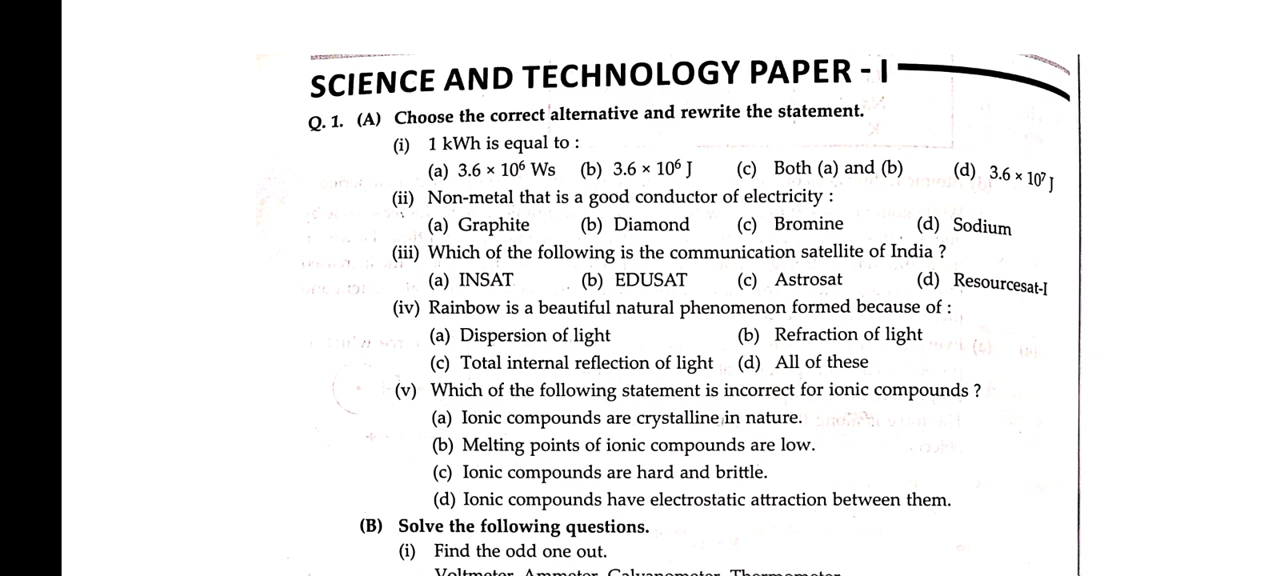 SCIENCE AND TECHNOLOGY PAPER - I
Q. 1. (A) Choose the correct alternative and rewrite the statement.
(i) 1 kWh is equal to :
(a) 3.6 × 10⁶ Ws (b) 3.6 × 10⁶ J (c) Both (a) and (b) (d) 3.6 × 10⁷ J
(ii) Non-metal that is a good conductor of electricity :
(a) Graphite (b) Diamond (c) Bromine (d) Sodium
(iii) Which of the following is the communication satellite of India ?
(a) INSAT (b) EDUSAT (c) Astrosat (d) Resourcesat-I
(iv) Rainbow is a beautiful natural phenomenon formed because of :
(a) Dispersion of light (b) Refraction of light
(c) Total internal reflection of light (d) All of these
(v) Which of the following statement is incorrect for ionic compounds ?
(a) Ionic compounds are crystalline in nature.
(b) Melting points of ionic compounds are low.
(c) Ionic compounds are hard and brittle.
(d) Ionic compounds have electrostatic attraction between them.
(B) Solve the following questions.
(i) Find the odd one out.
Voltmeter, Ammeter, Galvanometer, Thermometer